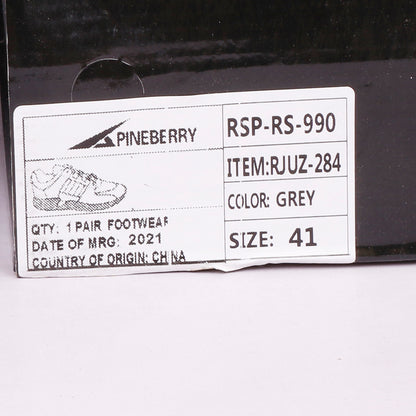 PINEBERRY
QTY: 1 PAIR FOOTWEAR
DATE OF MRG: 2021
COUNTRY OF ORIGIN: CHINA
RSP-RS-990
ITEM:RJUZ-284
COLOR: GREY
SIZE: 41